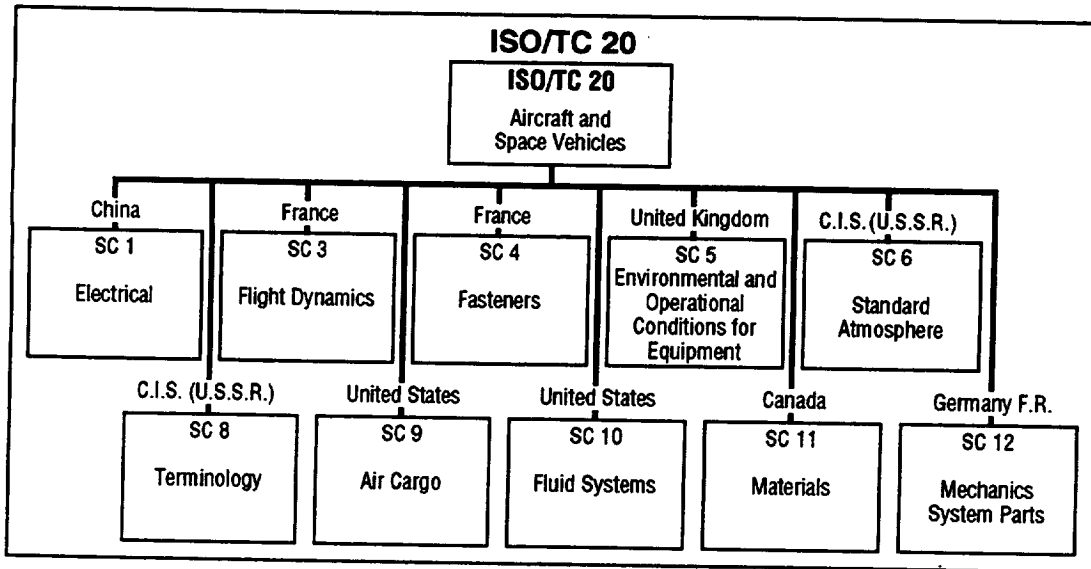 ISO/TC 20
ISO/TC 20
Aircraft and
Space Vehicles
China
SC 1
Electrical
France
SC 3
Flight Dynamics
France
SC 4
Fasteners
United Kingdom
SC 5
Environmental and
Operational
Conditions for
Equipment
C.I.S. (U.S.S.R.)
SC 6
Standard
Atmosphere
C.I.S. (U.S.S.R.)
SC 8
Terminology
United States
SC 9
Air Cargo
United States
SC 10
Fluid Systems
Canada
SC 11
Materials
Germany F.R.
SC 12
Mechanics
System Parts